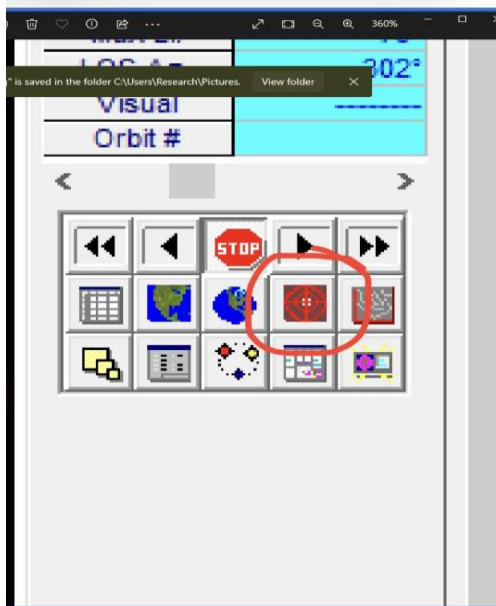 360%
302°
" is saved in the folder C:\Users\Research\Pictures. View folder
Visual
Orbit #
STOP